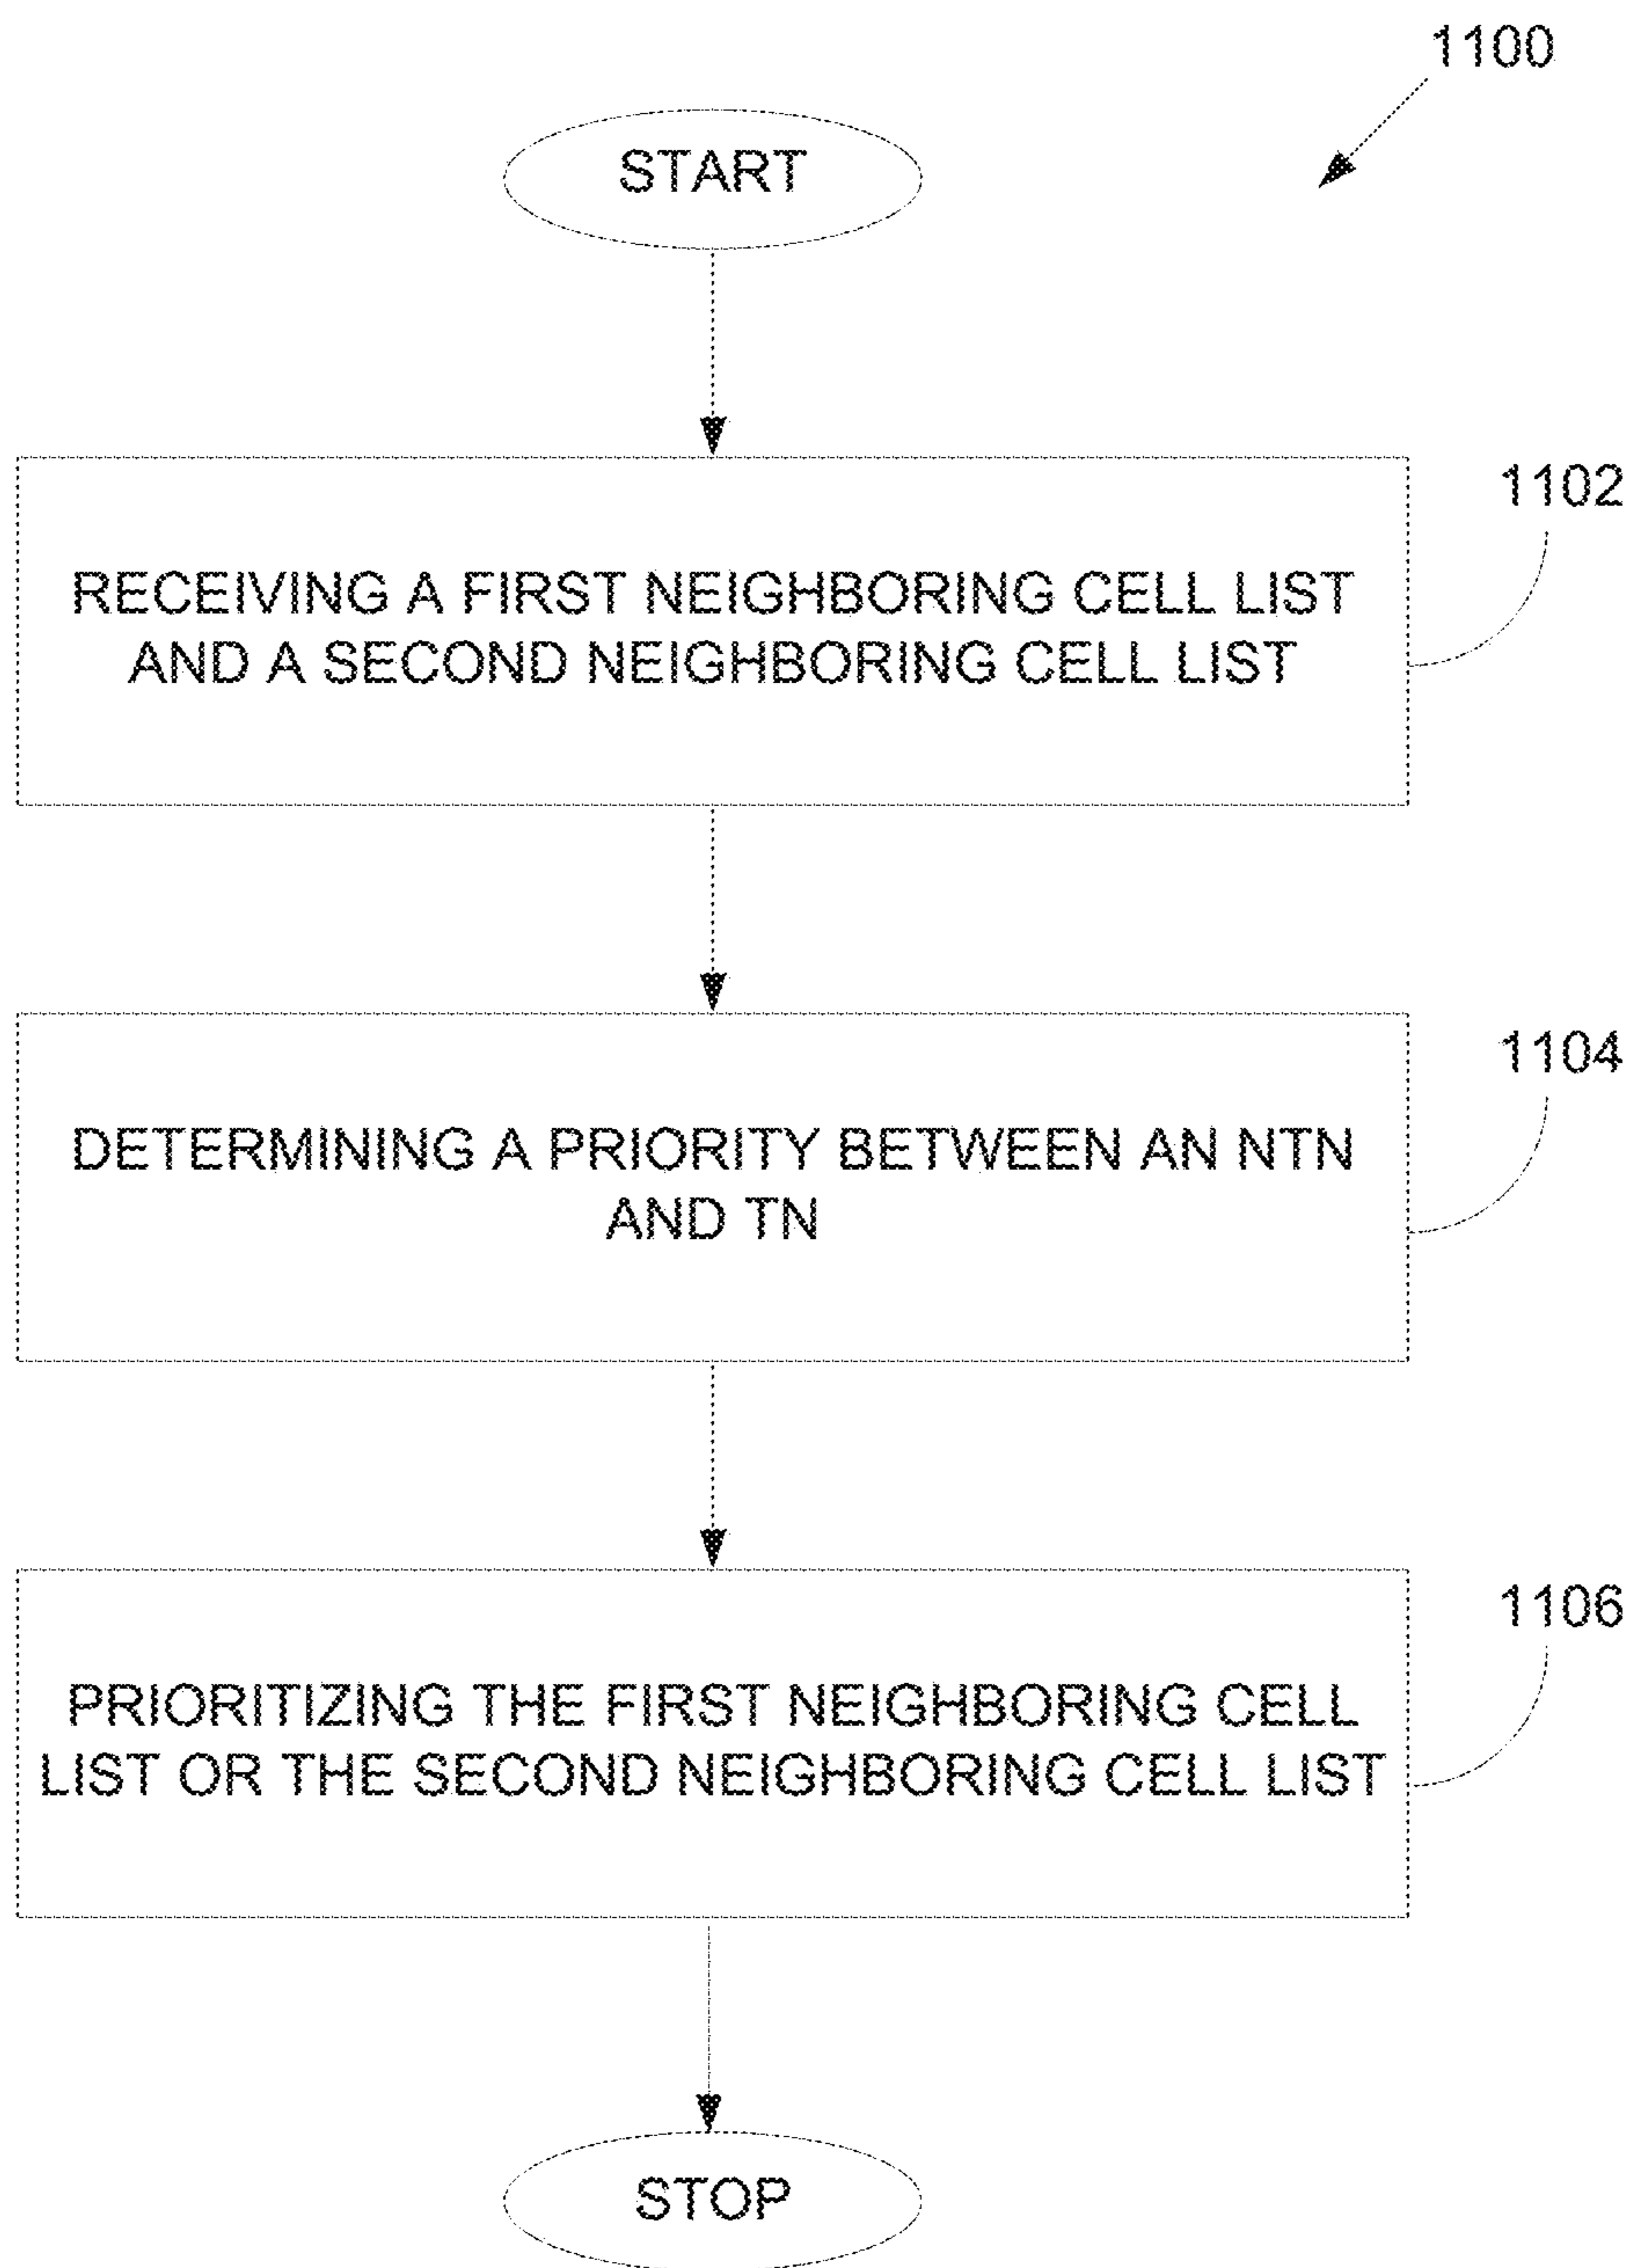 1100
START
1102
RECEIVING A FIRST NEIGHBORING CELL LIST
AND A SECOND NEIGHBORING CELL LIST
1104
DETERMINING A PRIORITY BETWEEN AN NTN
AND TN
1106
PRIORITIZING THE FIRST NEIGHBORING CELL
LIST OR THE SECOND NEIGHBORING CELL LIST
STOP